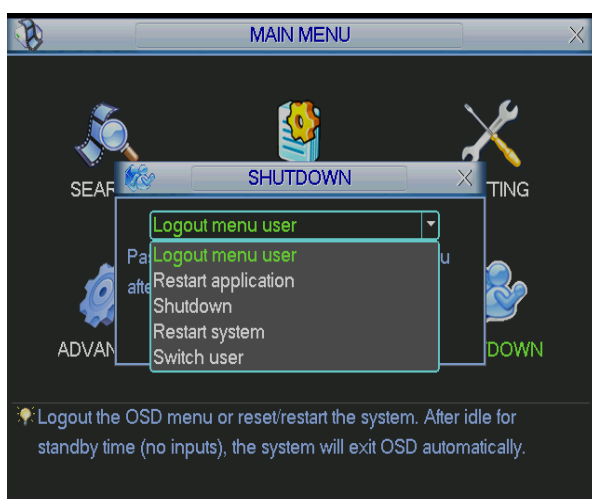 MAIN MENU
SEAR
TING
SHUTDOWN
Logout menu user
Pa
u
afte
Logout menu user
Restart application
Shutdown
Restart system
Switch user
ADVAN
DOWN
Logout the OSD menu or reset/restart the system. After idle for
standby time (no inputs), the system will exit OSD automatically.